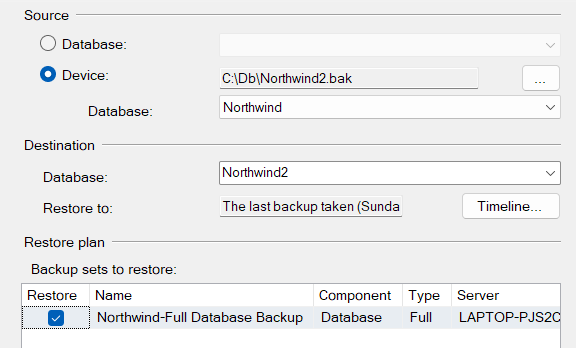 Source
Database:
Device: C:\Db\Northwind2.bak ...
Database: Northwind
Destination
Database: Northwind2
Restore to: The last backup taken (Sunda Timeline...
Restore plan
Backup sets to restore:
Restore Name Component Type Server
Northwind-Full Database Backup Database Full LAPTOP-PJS2C